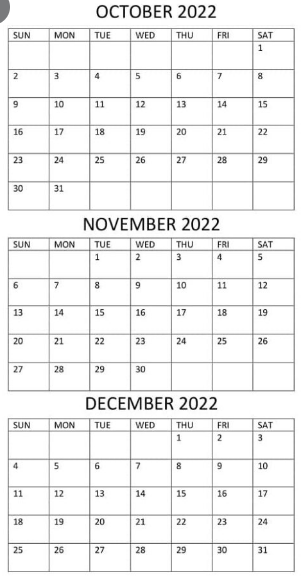 OCTOBER 2022
SUN MON TUE WED THU FRI SAT
1
2 3 4 5 6 7 8
9 10 11 12 13 14 15
16 17 18 19 20 21 22
23 24 25 26 27 28 29
30 31
NOVEMBER 2022
SUN MON TUE WED THU FRI SAT
1 2 3 4 5
6 7 8 9 10 11 12
13 14 15 16 17 18 19
20 21 22 23 24 25 26
27 28 29 30
DECEMBER 2022
SUN MON TUE WED THU FRI SAT
1 2 3
4 5 6 7 8 9 10
11 12 13 14 15 16 17
18 19 20 21 22 23 24
25 26 27 28 29 30 31